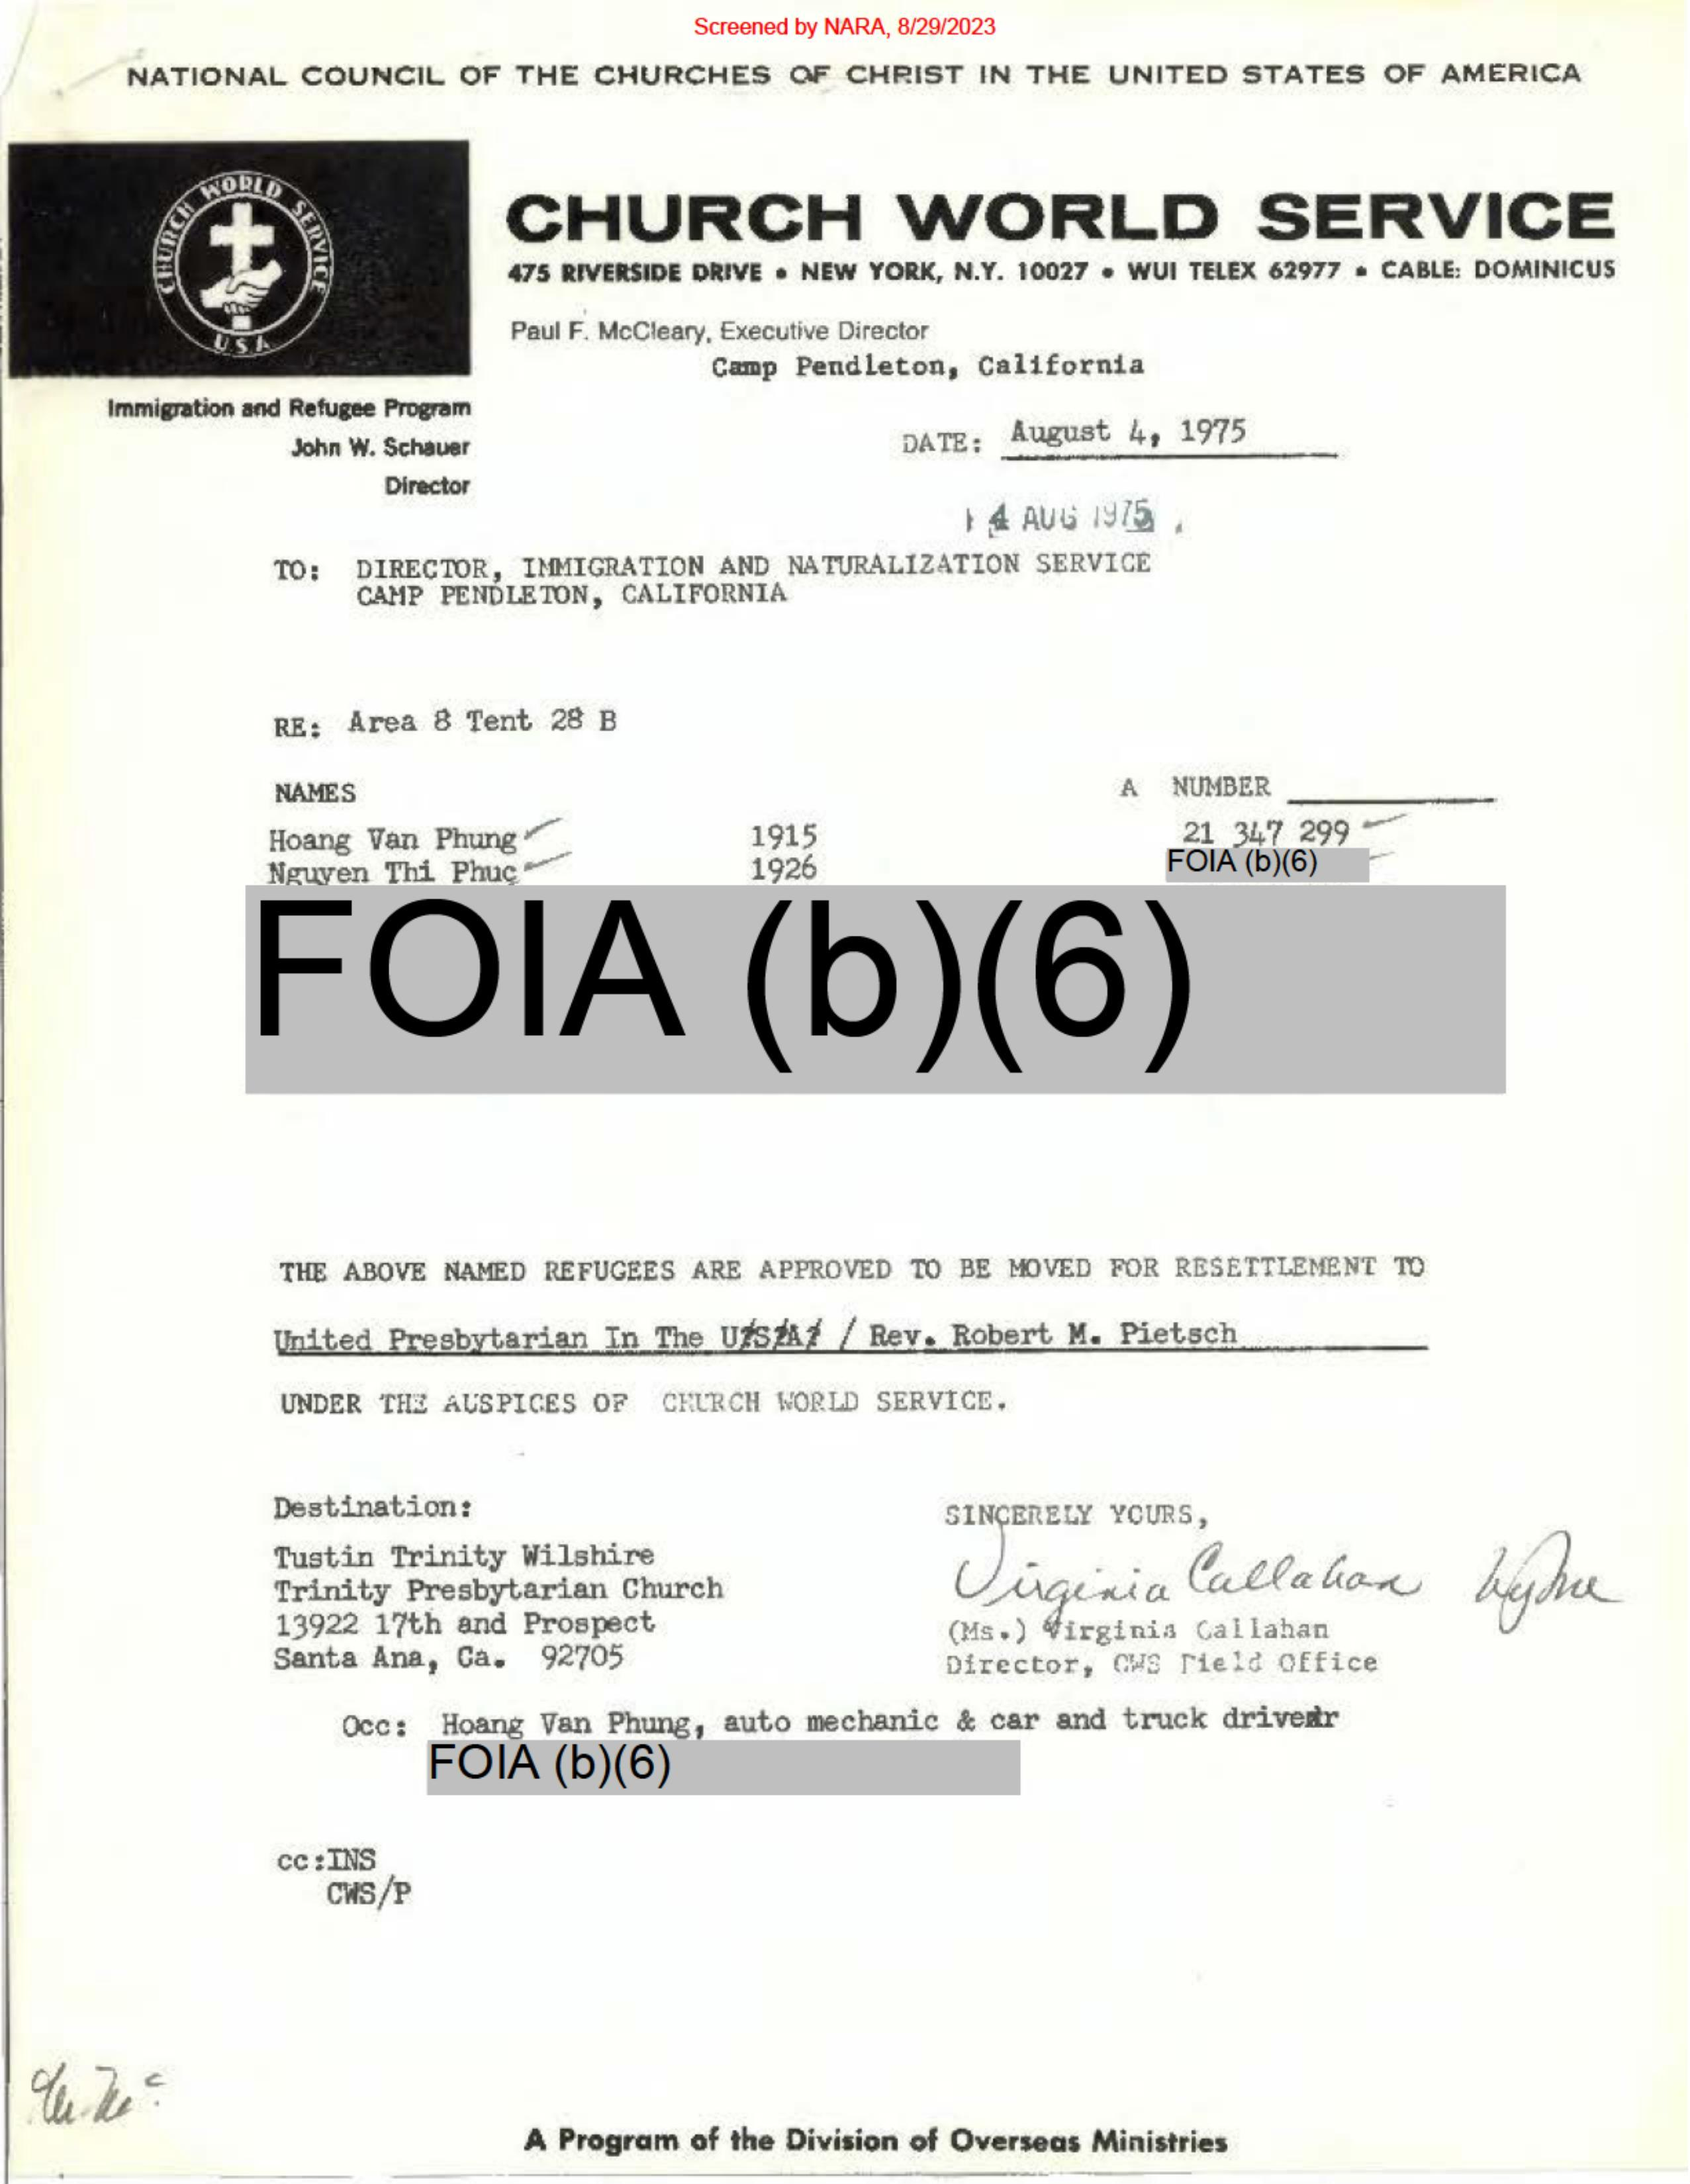 Screened by NARA, 8/29/2023
NATIONAL COUNCIL OF THE CHURCHES OF CHRIST IN THE UNITED STATES OF AMERICA
CHURCH WORLD SERVICE
USA
CHURCH WORLD SERVICE
475 RIVERSIDE DRIVE • NEW YORK, N.Y. 10027 • WUI TELEX 62977 • CABLE: DOMINICUS
Paul F. McCleary, Executive Director
Camp Pendleton, California
Immigration and Refugee Program
John W. Schauer
Director
DATE: August 4, 1975
4 AUG 1975
TO: DIRECTOR, IMMIGRATION AND NATURALIZATION SERVICE
CAMP PENDLETON, CALIFORNIA
RE: Area 8 Tent 28 B
NAMES A NUMBER
Hoang Van Phung 1915 21 347 299
Nguyen Thi Phuc 1926 FOIA (b)(6)
FOIA (b)(6)
THE ABOVE NAMED REFUGEES ARE APPROVED TO BE MOVED FOR RESETTLEMENT TO
United Presbytarian In The U/S/A/ / Rev. Robert M. Pietsch
UNDER THE AUSPICES OF CHURCH WORLD SERVICE.
Destination:
Tustin Trinity Wilshire
Trinity Presbytarian Church
13922 17th and Prospect
Santa Ana, Ca. 92705
SINCERELY YOURS,
Virginia Callahan
(Ms.) Virginia Callahan
Director, CWS Field Office
Occ: Hoang Van Phung, auto mechanic & car and truck driver
FOIA (b)(6)
cc:INS
CWS/P
A Program of the Division of Overseas Ministries